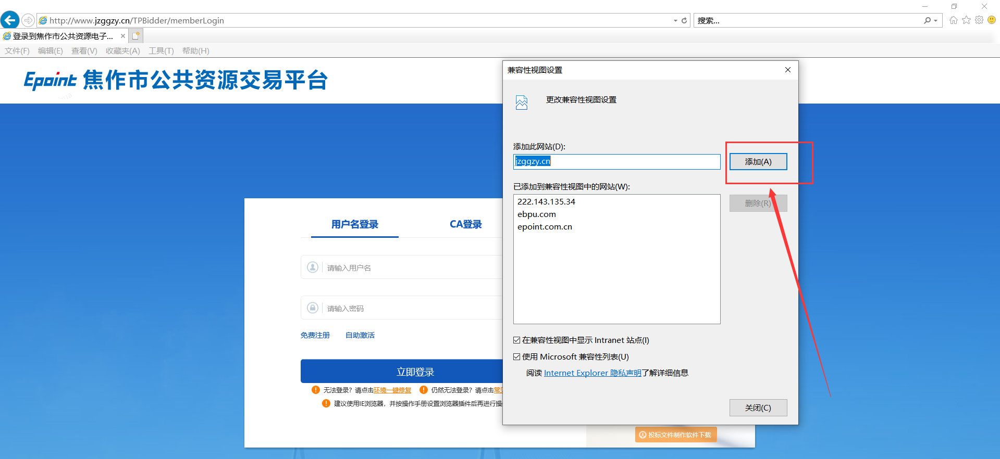 http://www.jzggzy.cn/TPBidder/memberLogin
搜索...
登录到焦作市公共资源电子...
文件(F) 编辑(E) 查看(V) 收藏夹(A) 工具(T) 帮助(H)
Epoint 焦作市公共资源交易平台
用户名登录 CA登录
请输入用户名
请输入密码
免费注册 自助激活
立即登录
无法登录？请点击环境一键修复 仍然无法登录？请点击常
建议使用IE浏览器，并按操作手册设置浏览器插件后再进行操
投标文件制作软件下载
兼容性视图设置
更改兼容性视图设置
添加此网站(D):
jzggzy.cn
添加(A)
已添加到兼容性视图中的网站(W):
222.143.135.34
ebpu.com
epoint.com.cn
删除(R)
在兼容性视图中显示 Intranet 站点(I)
使用 Microsoft 兼容性列表(U)
阅读 Internet Explorer 隐私声明了解详细信息
关闭(C)